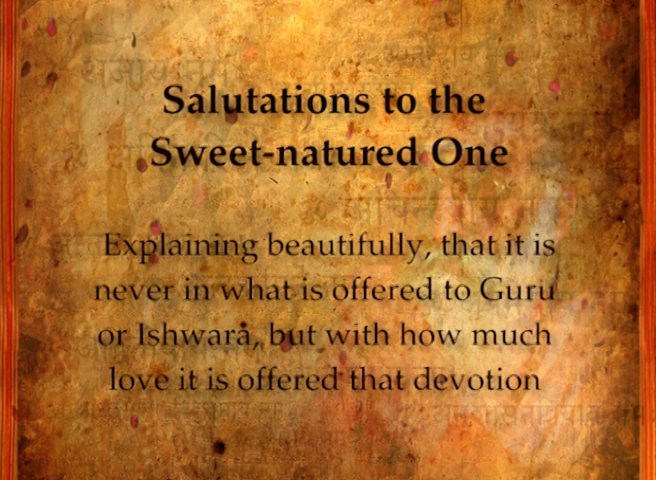 Salutations to the
Sweet-natured One
Explaining beautifully, that it is
never in what is offered to Guru
or Ishwara, but with how much
love it is offered that devotion